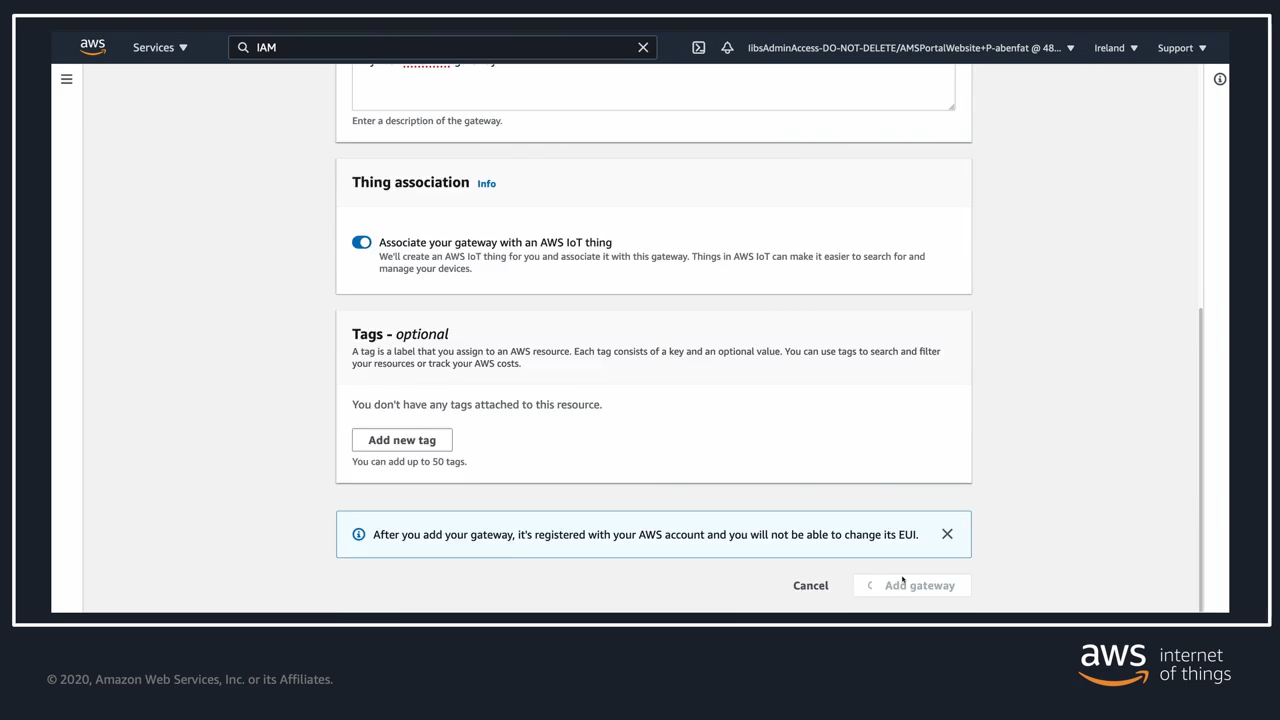 aws
Services
IAM
libsAdminAccess-DO-NOT-DELETE/AMSPortalWebsite+P-abenfat @ 48...
Ireland
Support
Enter a description of the gateway.
Thing association Info
Associate your gateway with an AWS IoT thing
We'll create an AWS IoT thing for you and associate it with this gateway. Things in AWS IoT can make it easier to search for and
manage your devices.
Tags - optional
A tag is a label that you assign to an AWS resource. Each tag consists of a key and an optional value. You can use tags to search and filter
your resources or track your AWS costs.
You don't have any tags attached to this resource.
Add new tag
You can add up to 50 tags.
After you add your gateway, it's registered with your AWS account and you will not be able to change its EUI.
Cancel
Add gateway
© 2020, Amazon Web Services, Inc. or its Affiliates.
aws
internet
of things